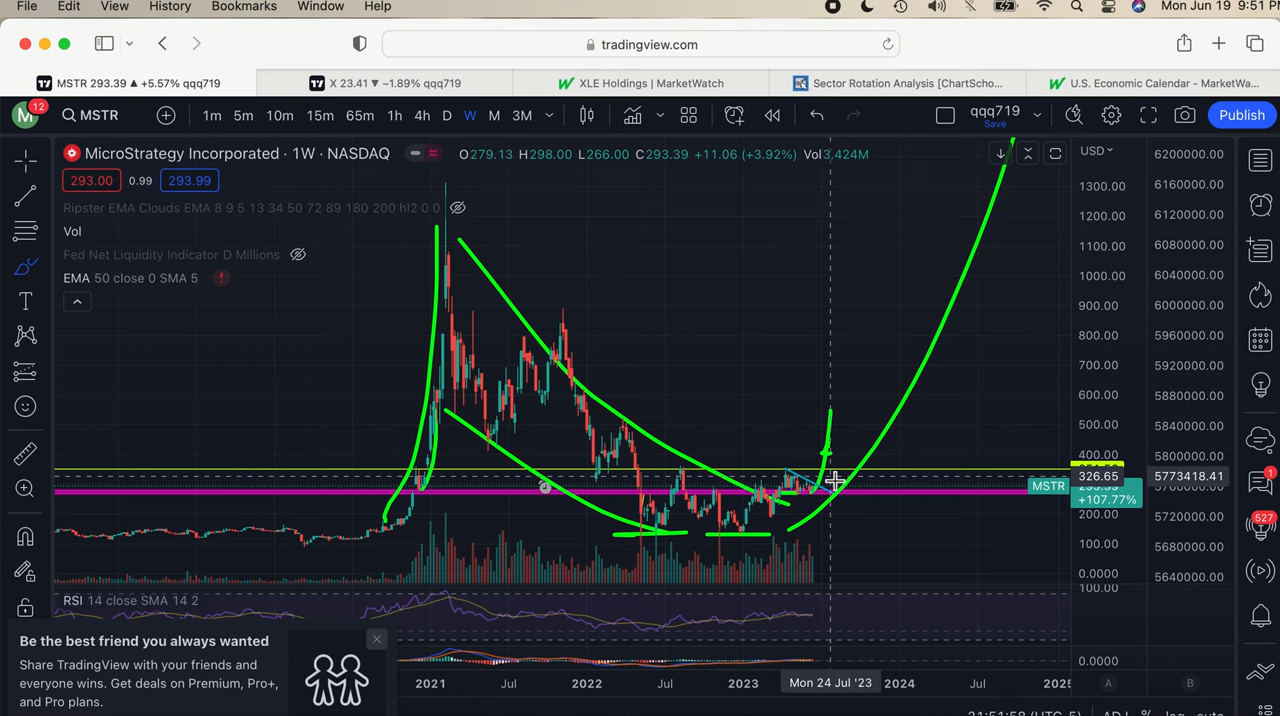 File Edit View History Bookmarks Window Help Mon Jun 19 9:51
tradingview.com
MSTR 293.39 ▲ +5.57% qqq719
X 23.41 ▼ −1.89% qqq719
XLE Holdings | MarketWatch
Sector Rotation Analysis [ChartScho...
U.S. Economic Calendar - MarketWa...
M 12 MSTR 1m 5m 10m 15m 65m 1h 4h D W M 3M qqq719 Save Publish
MicroStrategy Incorporated · 1W · NASDAQ O279.13 H298.00 L266.00 C293.39 +11.06 (+3.92%) Vol3.424M
293.00 0.99 293.99
Ripster EMA Clouds EMA 8 9 5 13 34 50 72 89 180 200 hl2 0 0
Vol
Fed Net Liquidity Indicator D Millions
EMA 50 close 0 SMA 5
USD
1300.00
1200.00
1100.00
1000.00
900.00
800.00
700.00
600.00
500.00
400.00
326.65
MSTR
+107.77%
200.00
100.00
0.0000
100.00
0.0000
6200000.00
6160000.00
6120000.00
6080000.00
6040000.00
6000000.00
5960000.00
5920000.00
5880000.00
5840000.00
5800000.00
5773418.41
5720000.00
5680000.00
5640000.00
1
527
RSI 14 close SMA 14 2
Be the best friend you always wanted
Share TradingView with your friends and
everyone wins. Get deals on Premium, Pro+,
and Pro plans.
2021 Jul 2022 Jul 2023 Mon 24 Jul '23 2024 Jul 2025
A B